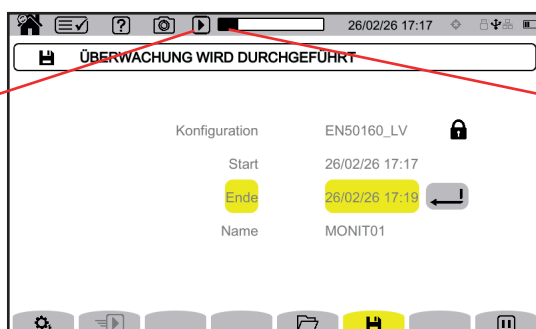 26/02/26 17:17
ÜBERWACHUNG WIRD DURCHGEFÜHRT
Konfiguration EN50160_LV
Start 26/02/26 17:17
Ende 26/02/26 17:19
Name MONIT01